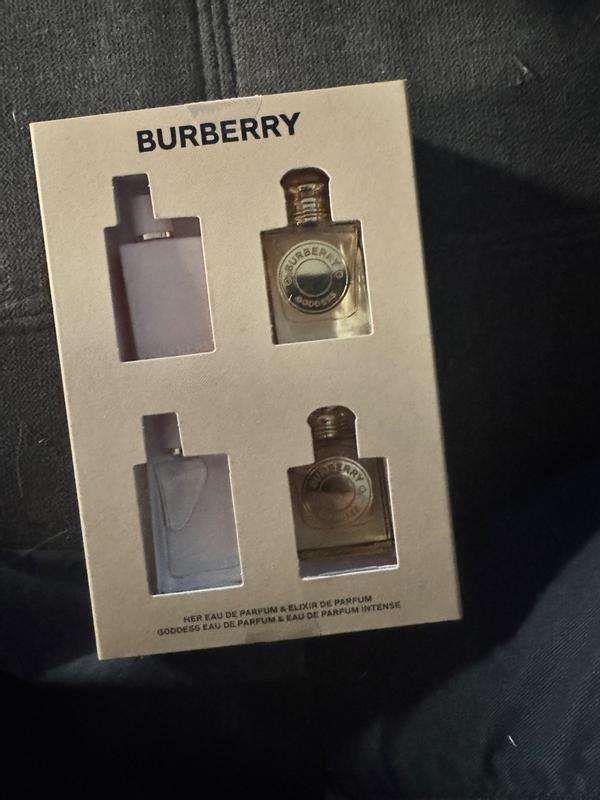 BURBERRY
BURBERRY
GODDESS
BURBERRY
HER EAU DE PARFUM & ELIXIR DE PARFUM
GODDESS EAU DE PARFUM & EAU DE PARFUM INTENSE